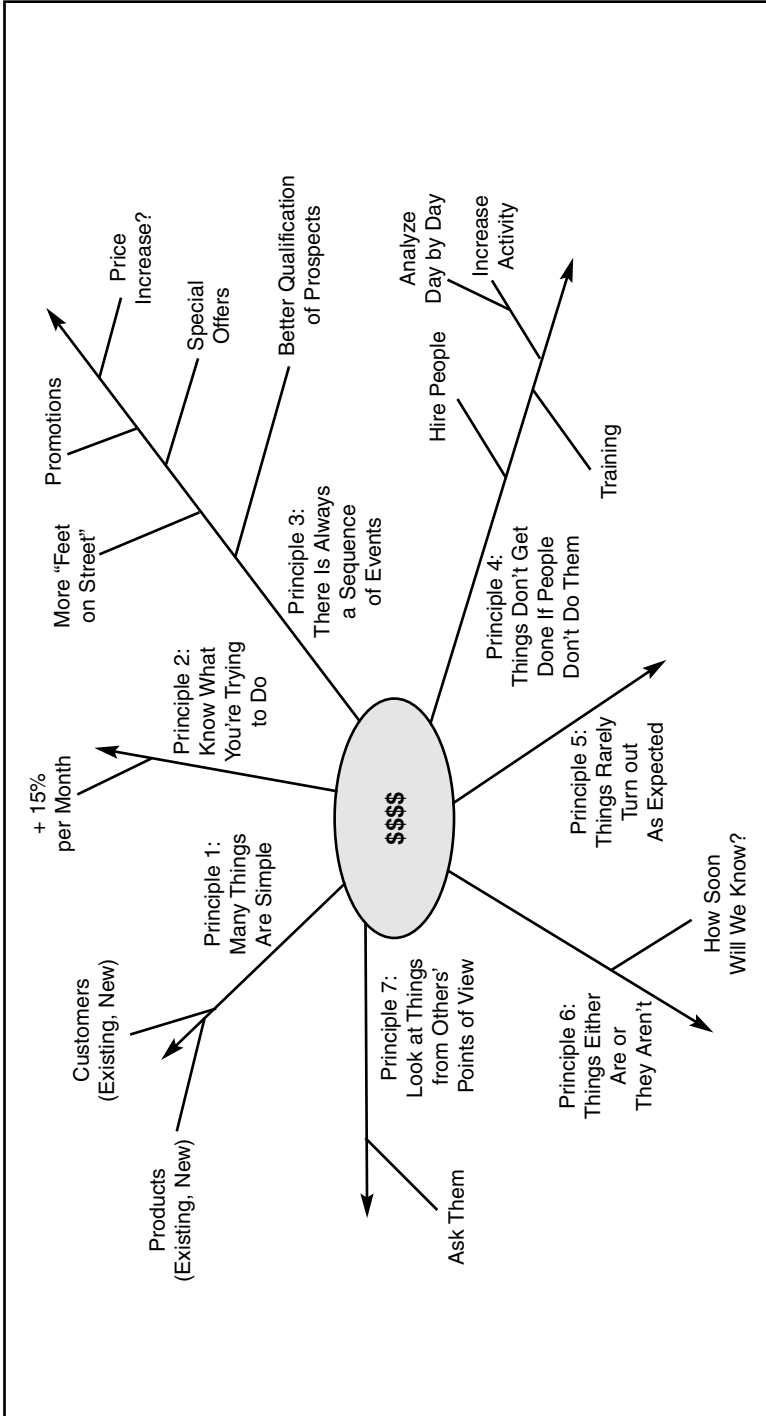 $$$$
Principle 1:
Many Things
Are Simple
Products
(Existing, New)
Customers
(Existing, New)
Principle 2:
Know What
You’re Trying
to Do
+ 15%
per Month
Principle 3:
There Is Always
a Sequence
of Events
More “Feet
on Street”
Promotions
Price
Increase?
Special
Offers
Better Qualification
of Prospects
Principle 4:
Things Don’t Get
Done If People
Don’t Do Them
Hire People
Analyze
Day by Day
Increase
Activity
Training
Principle 5:
Things Rarely
Turn out
As Expected
Principle 6:
Things Either
Are or
They Aren’t
How Soon
Will We Know?
Principle 7:
Look at Things
from Others’
Points of View
Ask Them